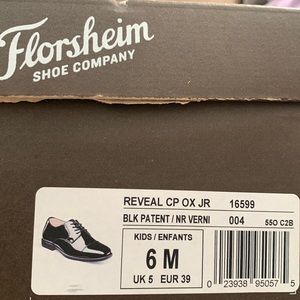 Florsheim
SHOE COMPANY
REVEAL CP OX JR 16599
BLK PATENT / NR VERNI 004 55O C2B
KIDS / ENFANTS
6 M
UK 5 EUR 39
0 23938 95057 5